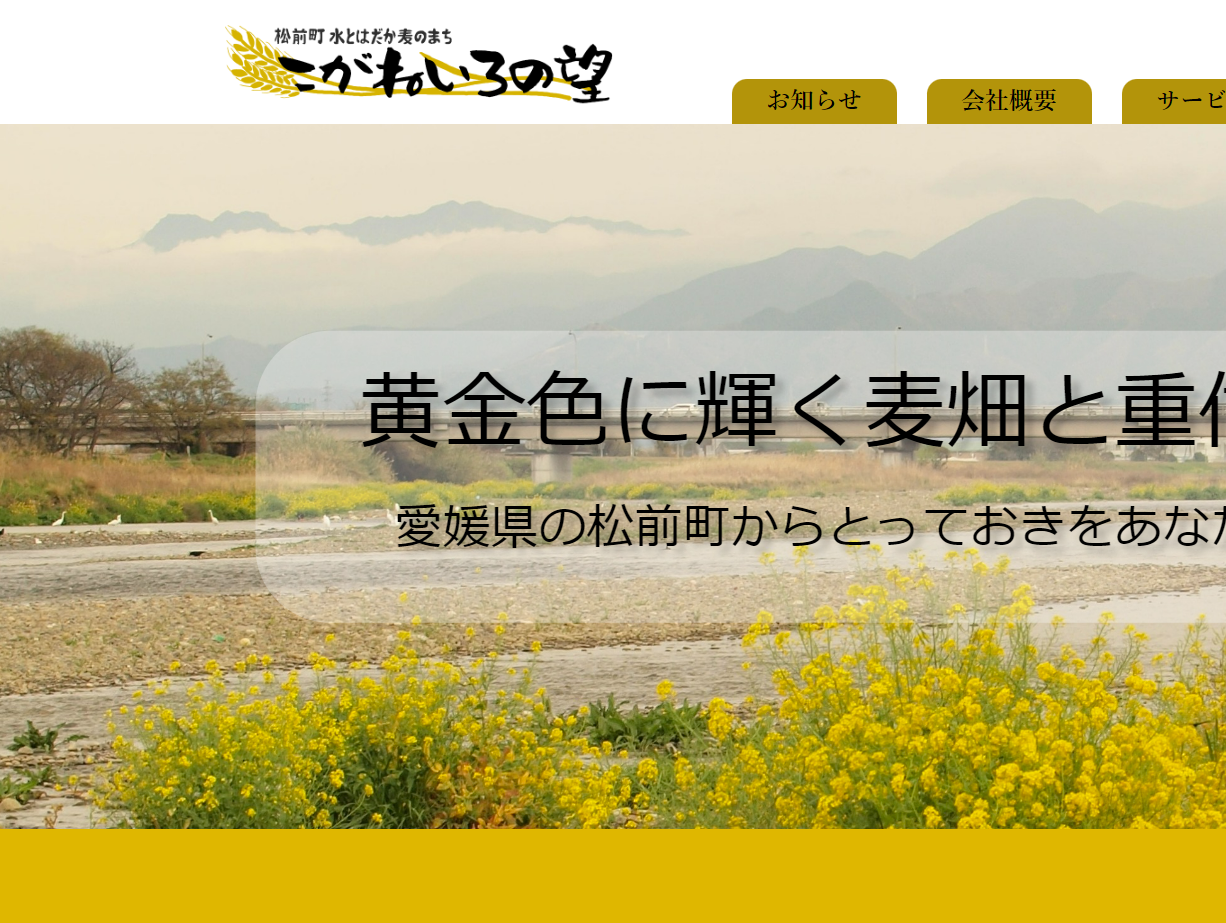 松前町 水とはだか麦のまち
こがねいろの望
お知らせ 会社概要 サービ
黄金色に輝く麦畑と重
愛媛県の松前町からとっておきをあな